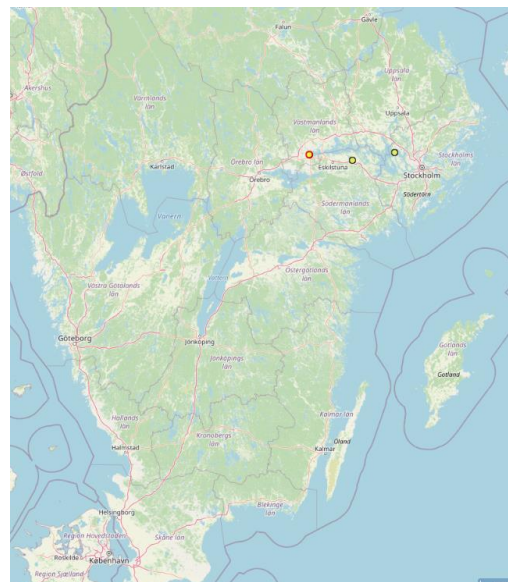 Gävle
Falun
Akershus
Värmlands
län
Uppsala
län
Västmanlands
län
Uppsala
Østfold
Karlstad
Örebro län
Örebro
Eskilstuna
Stockholms
län
Stockholm
Södertörn
Södermanlands
län
Vänern
Östergötlands
län
Västra Götalands
län
Göteborg
Jönköping
Jönköpings
län
Gotlands
län
Gotland
Hallands
län
Kronobergs
län
Kalmar län
Öland
Kalmar
Halmstad
Blekinge
län
Helsingborg
Region Hovedstaden
Skåne län
Roskilde
København
Region Sjælland